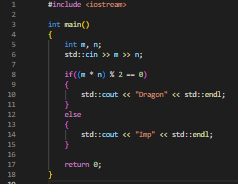 1 #include <iostream>
2
3 int main()
4 {
5 int m, n;
6 std::cin >> m >> n;
7
8 if((m * n) % 2 == 0)
9 {
10 std::cout << "Dragon" << std::endl;
11 }
12 else
13 {
14 std::cout << "Imp" << std::endl;
15 }
16
17 return 0;
18 }